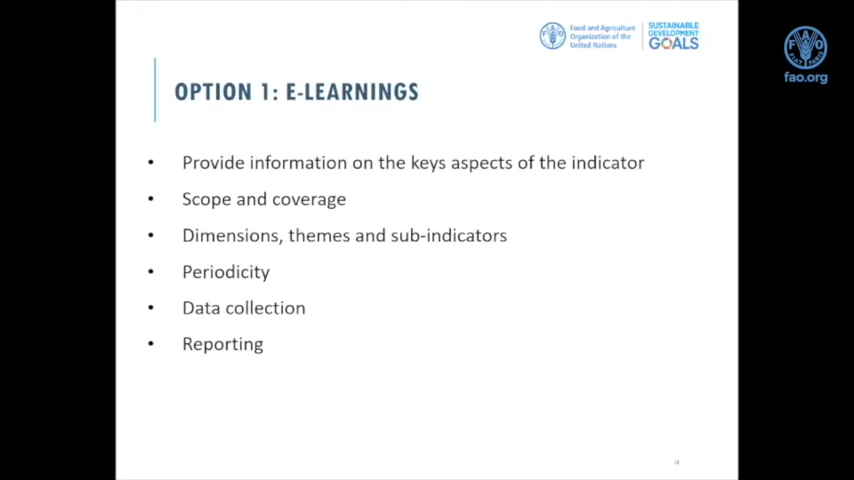 Food and Agriculture
Organization of the
United Nations
SUSTAINABLE
DEVELOPMENT
GOALS
fao.org
OPTION 1: E-LEARNINGS
• Provide information on the keys aspects of the indicator
• Scope and coverage
• Dimensions, themes and sub-indicators
• Periodicity
• Data collection
• Reporting